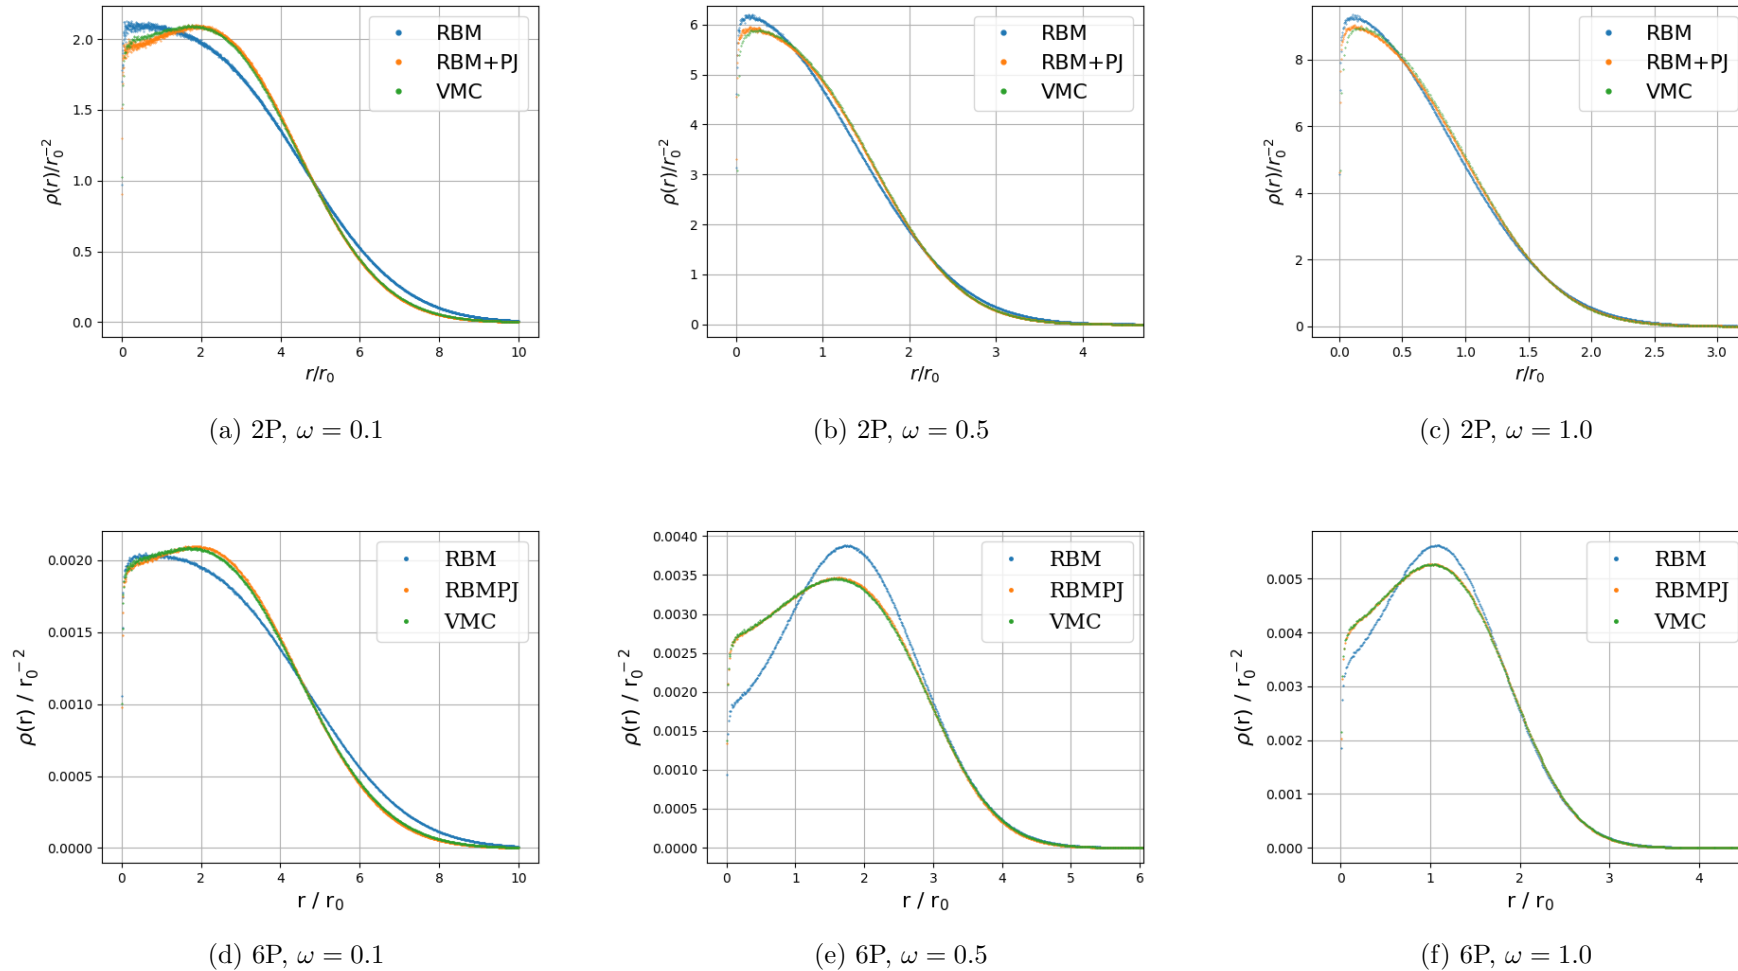 2.0
1.5
1.0
0.5
0.0
ρ(r)/r₀⁻²
RBM
RBM+PJ
VMC
0 2 4 6 8 10
r/r₀
(a) 2P, ω = 0.1
6
5
4
3
2
1
0
ρ(r)/r₀⁻²
RBM
RBM+PJ
VMC
0 1 2 3 4
r/r₀
(b) 2P, ω = 0.5
8
6
4
2
0
ρ(r)/r₀⁻²
RBM
RBM+PJ
VMC
0.0 0.5 1.0 1.5 2.0 2.5 3.0
r/r₀
(c) 2P, ω = 1.0
0.0020
0.0015
0.0010
0.0005
0.0000
ρ(r) / r₀⁻²
RBM
RBMPJ
VMC
0 2 4 6 8 10
r / r₀
(d) 6P, ω = 0.1
0.0040
0.0035
0.0030
0.0025
0.0020
0.0015
0.0010
0.0005
0.0000
ρ(r) / r₀⁻²
RBM
RBMPJ
VMC
0 1 2 3 4 5 6
r / r₀
(e) 6P, ω = 0.5
0.005
0.004
0.003
0.002
0.001
0.000
ρ(r) / r₀⁻²
RBM
RBMPJ
VMC
0 1 2 3 4
r / r₀
(f) 6P, ω = 1.0